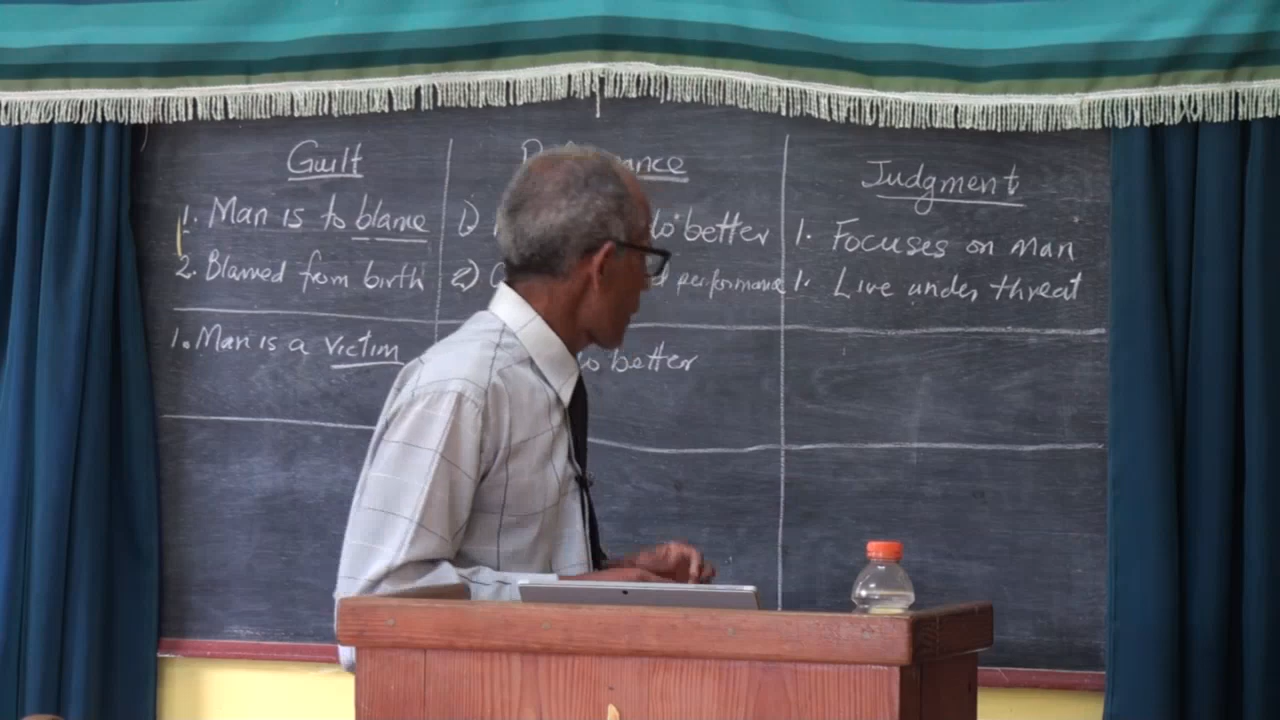 Guilt
1. Man is to blame
2. Blamed from birth
1. Man is a victim
1)
do better
2)
performance
to better
Judgment
1. Focuses on man
1. Live under threat